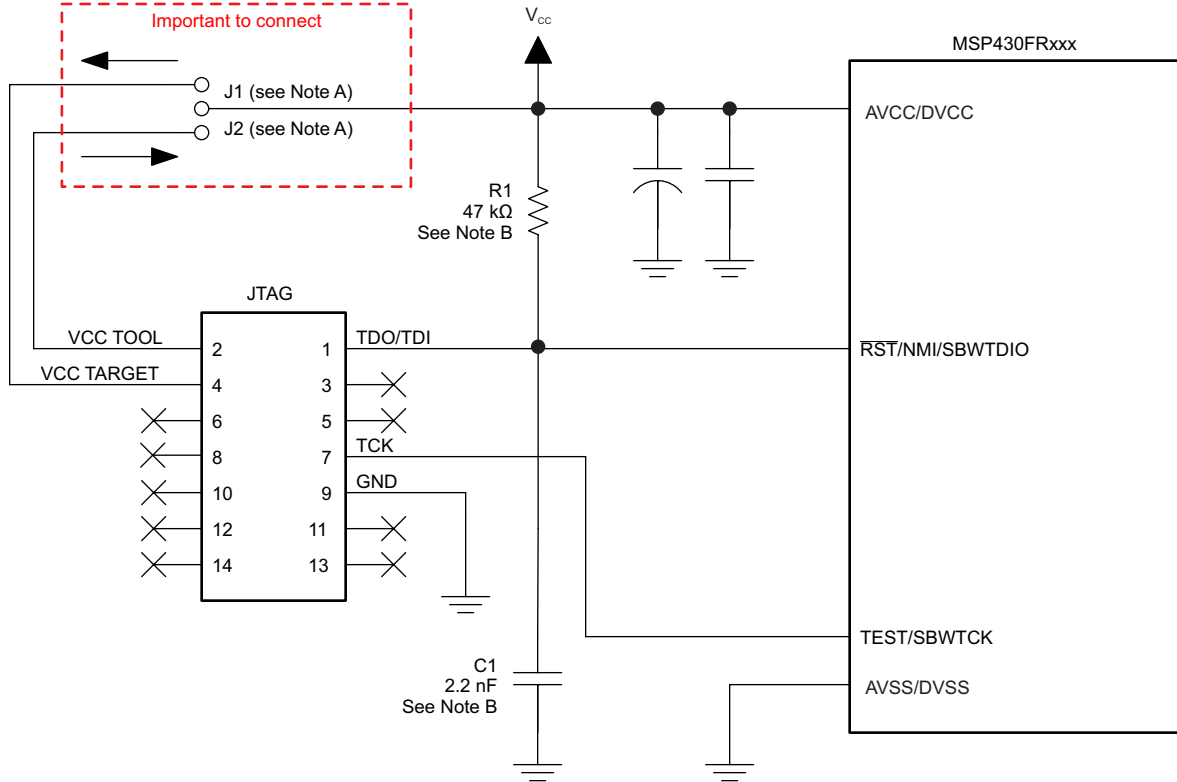 Important to connect
J1 (see Note A)
J2 (see Note A)
VCC
MSP430FRxxx
AVCC/DVCC
R1
47 kΩ
See Note B
JTAG
VCC TOOL
2
1
TDO/TDI
RST/NMI/SBWTDIO
VCC TARGET
4
3
6
5
8
7
TCK
10
9
GND
12
11
14
13
TEST/SBWTCK
C1
2.2 nF
See Note B
AVSS/DVSS